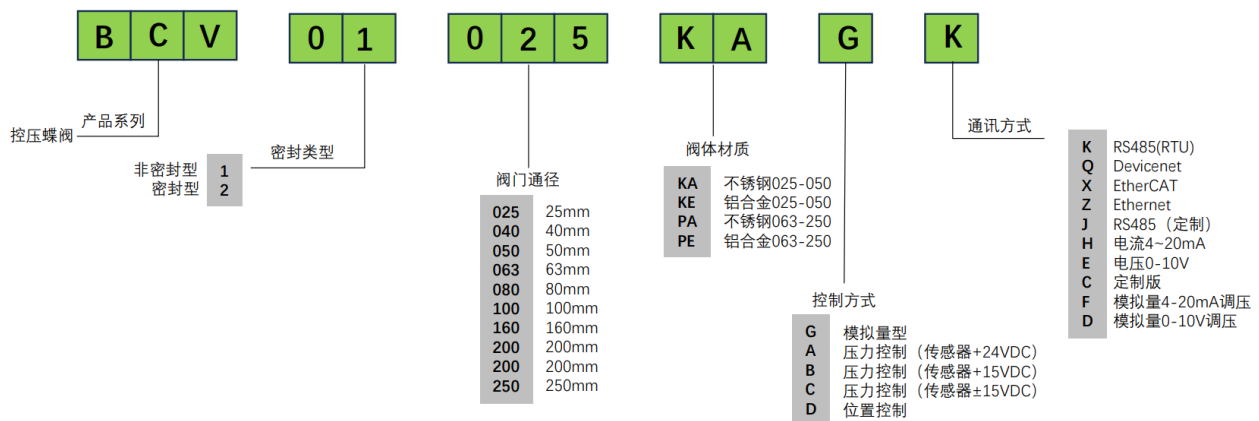 BCV 01 025 KA G K
产品系列
控压蝶阀
密封类型
非密封型 1
密封型 2
阀门通径
025 25mm
040 40mm
050 50mm
063 63mm
080 80mm
100 100mm
160 160mm
200 200mm
200 200mm
250 250mm
阀体材质
KA 不锈钢025-050
KE 铝合金025-050
PA 不锈钢063-250
PE 铝合金063-250
控制方式
G 模拟量型
A 压力控制（传感器+24VDC）
B 压力控制（传感器+15VDC）
C 压力控制（传感器±15VDC）
D 位置控制
通讯方式
K RS485(RTU)
Q Devicenet
X EtherCAT
Z Ethernet
J RS485（定制）
H 电流4~20mA
E 电压0-10V
C 定制版
F 模拟量4-20mA调压
D 模拟量0-10V调压